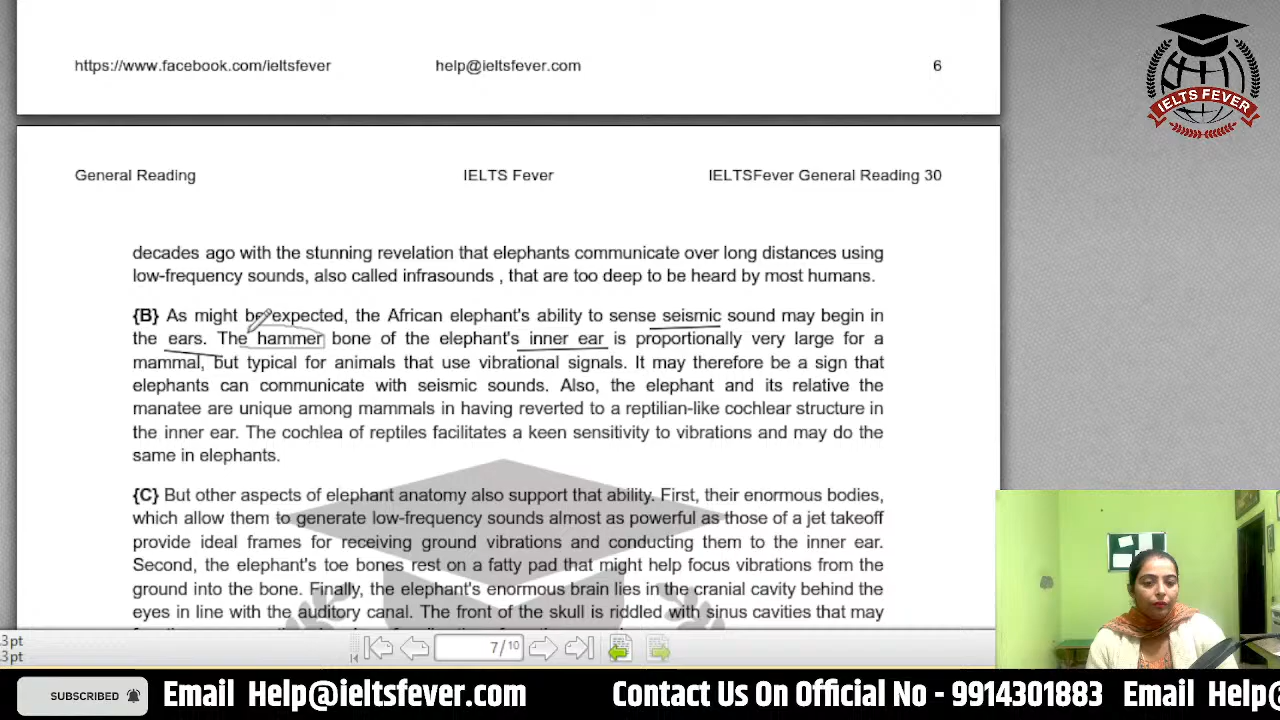 https://www.facebook.com/ieltsfever help@ieltsfever.com 6
IELTS FEVER
General Reading IELTS Fever IELTSFever General Reading 30
decades ago with the stunning revelation that elephants communicate over long distances using
low-frequency sounds, also called infrasounds , that are too deep to be heard by most humans.
{B} As might be expected, the African elephant's ability to sense seismic sound may begin in
the ears. The hammer bone of the elephant's inner ear is proportionally very large for a
mammal, but typical for animals that use vibrational signals. It may therefore be a sign that
elephants can communicate with seismic sounds. Also, the elephant and its relative the
manatee are unique among mammals in having reverted to a reptilian-like cochlear structure in
the inner ear. The cochlea of reptiles facilitates a keen sensitivity to vibrations and may do the
same in elephants.
{C} But other aspects of elephant anatomy also support that ability. First, their enormous bodies,
which allow them to generate low-frequency sounds almost as powerful as those of a jet takeoff
provide ideal frames for receiving ground vibrations and conducting them to the inner ear.
Second, the elephant's toe bones rest on a fatty pad that might help focus vibrations from the
ground into the bone. Finally, the elephant's enormous brain lies in the cranial cavity behind the
eyes in line with the auditory canal. The front of the skull is riddled with sinus cavities that may
.3 pt
.3 pt
7/10
SUBSCRIBED Email Help@ieltsfever.com Contact Us On Official No - 9914301883 Email Help@